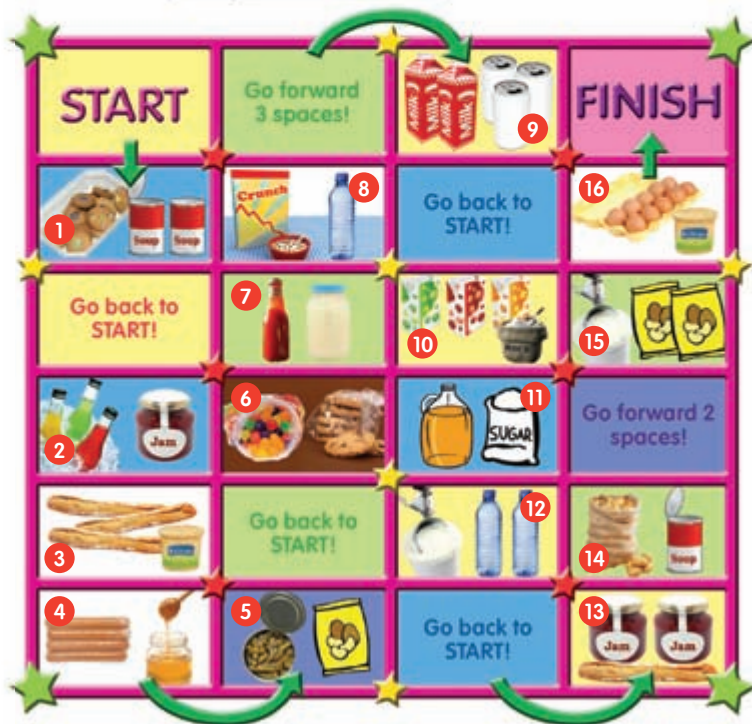 START
Go forward
3 spaces!
Milk
Milk
9
FINISH
1
Soup
Soup
Crunch
8
Go back to
START!
16
Go back to
START!
7
10
15
2
Jam
6
11
SUGAR
Go forward 2
spaces!
3
Go back to
START!
12
14
Soup
4
5
Go back to
START!
13
Jam
Jam